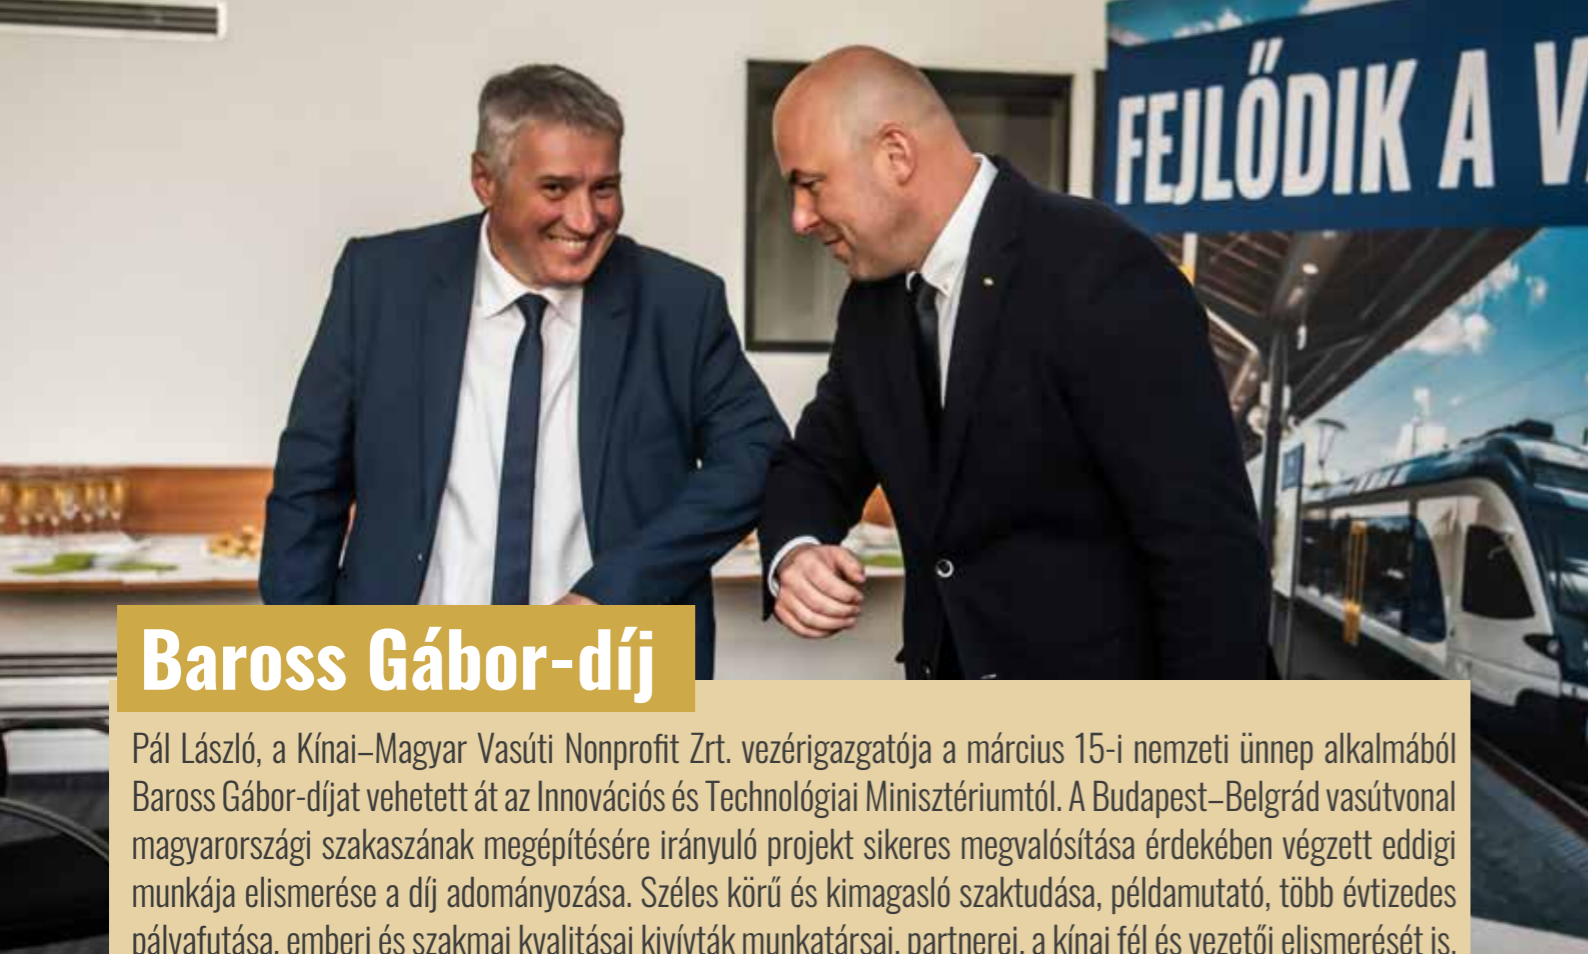 FEJLŐDIK A V
Baross Gábor-díj
Pál László, a Kínai–Magyar Vasúti Nonprofit Zrt. vezérigazgatója a március 15-i nemzeti ünnep alkalmából
Baross Gábor-díjat vehetett át az Innovációs és Technológiai Minisztériumtól. A Budapest–Belgrád vasútvonal
magyarországi szakaszának megépítésére irányuló projekt sikeres megvalósítása érdekében végzett eddigi
munkája elismerése a díj adományozása. Széles körű és kimagasló szaktudása, példamutató, több évtizedes
pályafutása, emberi és szakmai kvalitásai kivívták munkatársai, partnerei, a kínai fél és vezetői elismerését is.